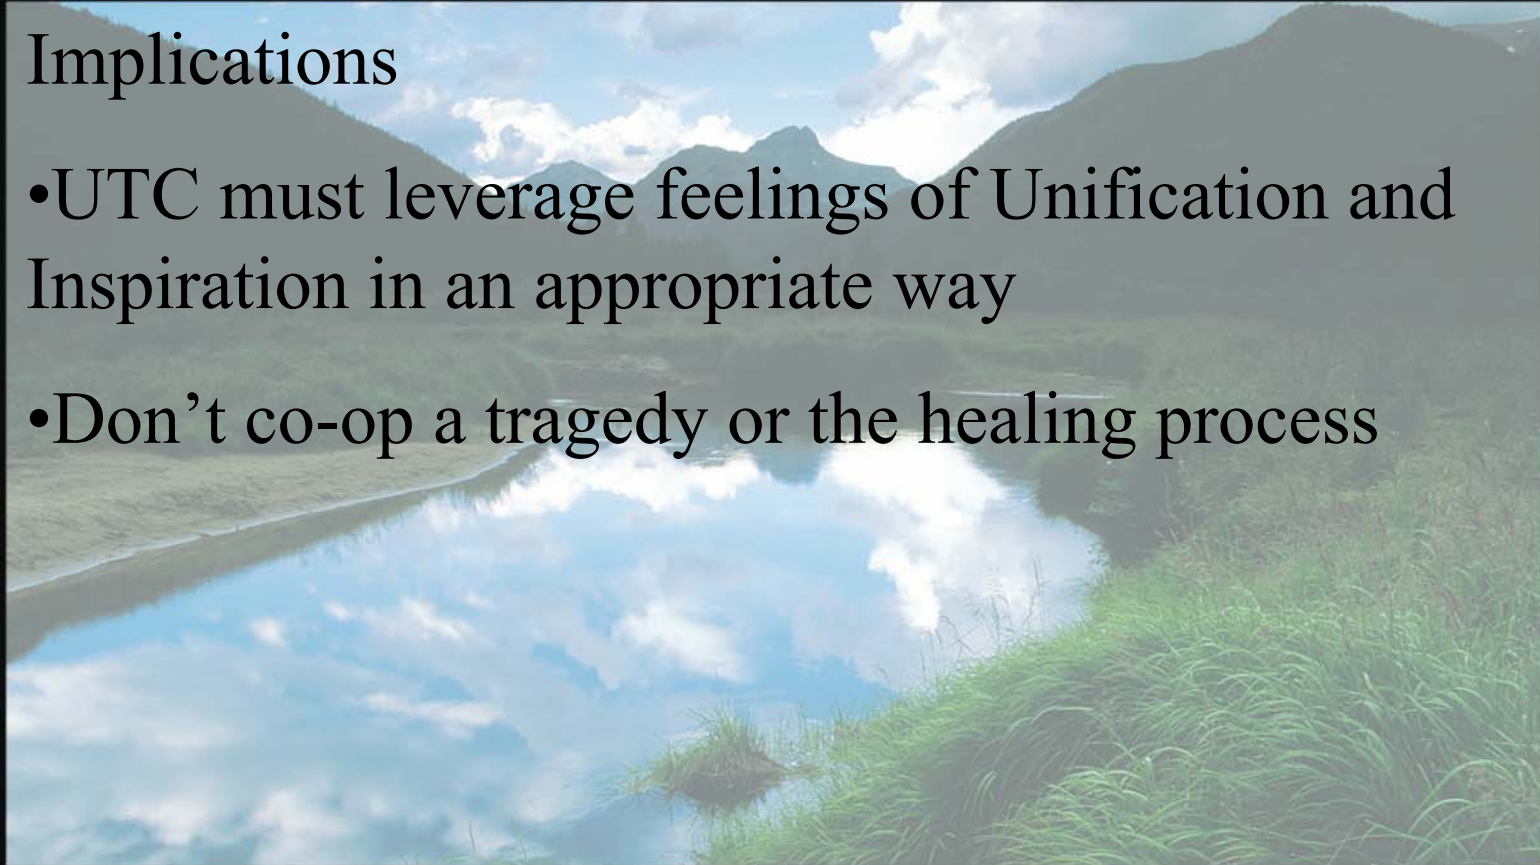 Implications
•UTC must leverage feelings of Unification and
Inspiration in an appropriate way
•Don’t co-op a tragedy or the healing process